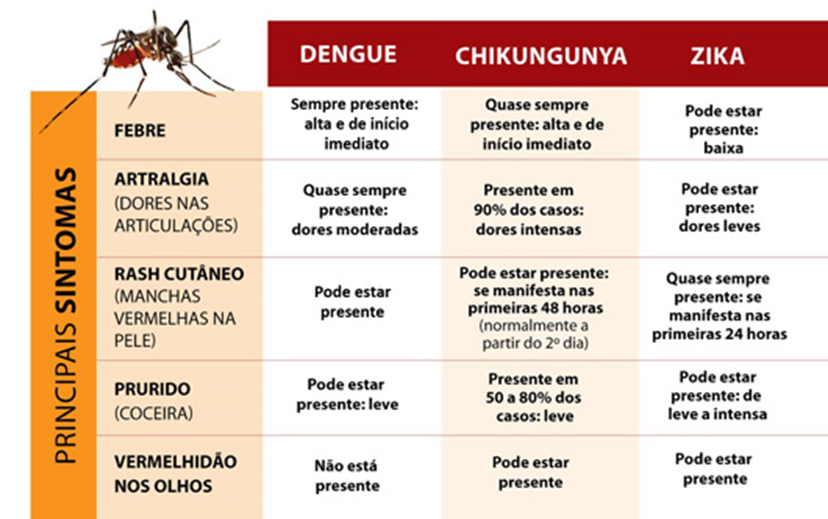 DENGUE
CHIKUNGUNYA
ZIKA
PRINCIPAIS SINTOMAS
FEBRE
Sempre presente:
alta e de início
imediato
Quase sempre
presente: alta e de
início imediato
Pode estar
presente:
baixa
ARTRALGIA
(DORES NAS
ARTICULAÇÕES)
Quase sempre
presente:
dores moderadas
Presente em
90% dos casos:
dores intensas
Pode estar
presente:
dores leves
RASH CUTÂNEO
(MANCHAS
VERMELHAS NA
PELE)
Pode estar
presente
Pode estar presente:
se manifesta nas
primeiras 48 horas
(normalmente a
partir do 2º dia)
Quase sempre
presente: se
manifesta nas
primeiras 24 horas
PRURIDO
(COCEIRA)
Pode estar
presente: leve
Presente em
50 a 80% dos
casos: leve
Pode estar
presente: de
leve a intensa
VERMELHIDÃO
NOS OLHOS
Não está
presente
Pode estar
presente
Pode estar
presente